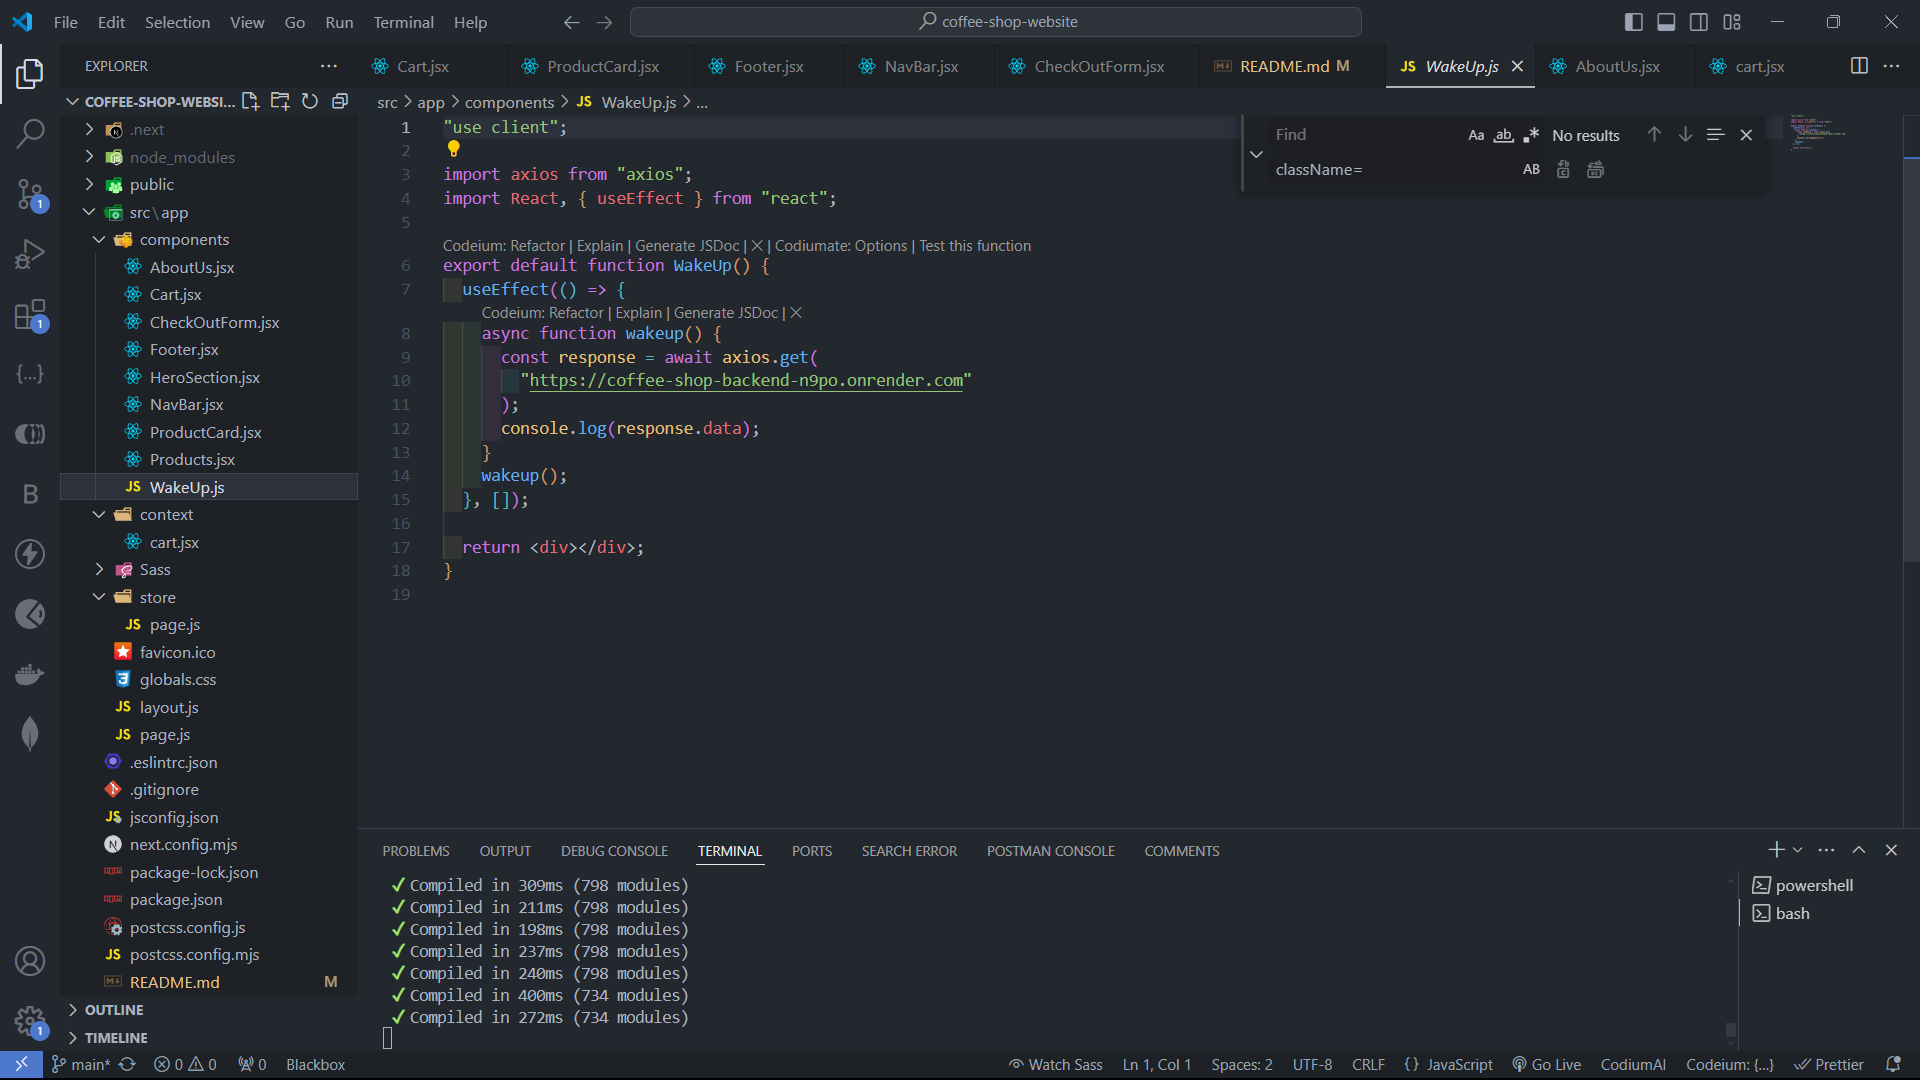 File Edit Selection View Go Run Terminal Help
coffee-shop-website
EXPLORER
Cart.jsx ProductCard.jsx Footer.jsx NavBar.jsx CheckOutForm.jsx README.md M WakeUp.js AboutUs.jsx cart.jsx
COFFEE-SHOP-WEBSI...
.next
node_modules
public
src\app
components
AboutUs.jsx
Cart.jsx
CheckOutForm.jsx
Footer.jsx
HeroSection.jsx
NavBar.jsx
ProductCard.jsx
Products.jsx
JS WakeUp.js
context
cart.jsx
Sass
store
JS page.js
favicon.ico
globals.css
JS layout.js
JS page.js
.eslintrc.json
.gitignore
jsconfig.json
next.config.mjs
package-lock.json
package.json
postcss.config.js
JS postcss.config.mjs
README.md M
OUTLINE
TIMELINE
src > app > components > JS WakeUp.js > ...
Find Aa ab No results
className= AB
1 "use client";
2
3 import axios from "axios";
4 import React, { useEffect } from "react";
5
Codeium: Refactor | Explain | Generate JSDoc | X | Codiumate: Options | Test this function
6 export default function WakeUp() {
7 useEffect(() => {
Codeium: Refactor | Explain | Generate JSDoc | X
8 async function wakeup() {
9 const response = await axios.get(
10 "https://coffee-shop-backend-n9po.onrender.com"
11 );
12 console.log(response.data);
13 }
14 wakeup();
15 }, []);
16
17 return <div></div>;
18 }
19
PROBLEMS OUTPUT DEBUG CONSOLE TERMINAL PORTS SEARCH ERROR POSTMAN CONSOLE COMMENTS
✓ Compiled in 309ms (798 modules)
✓ Compiled in 211ms (798 modules)
✓ Compiled in 198ms (798 modules)
✓ Compiled in 237ms (798 modules)
✓ Compiled in 240ms (798 modules)
✓ Compiled in 400ms (734 modules)
✓ Compiled in 272ms (734 modules)
powershell
bash
main* 0 0 0 Blackbox Watch Sass Ln 1, Col 1 Spaces: 2 UTF-8 CRLF {} JavaScript Go Live CodiumAI Codeium: {...} Prettier